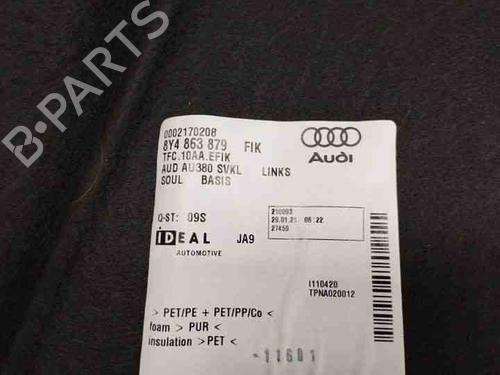 0002170208
8Y4 863 879 FIK
TFC.10AA.EFIK
AUD AU380 SVKL LINKS
SOUL BASIS
Audi
Q-ST: 09S
210003
29.01.21 06:22
27459
IDEAL JA9
AUTOMOTIVE
I110420
TPNA020012
> PET/PE + PET/PP/Co <
foam > PUR <
insulation >PET <
-11601
B-PARTS